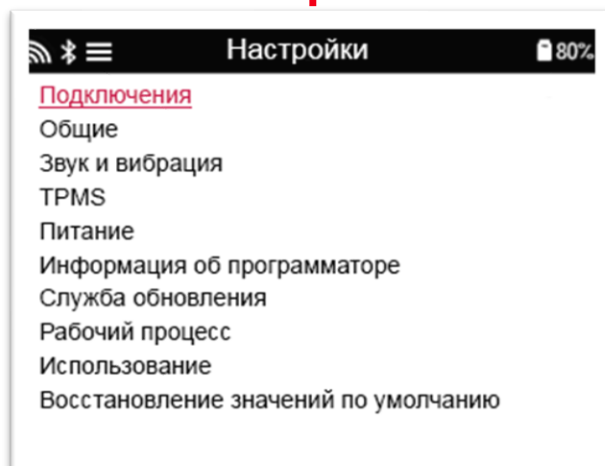 Настройки 80%
Подключения
Общие
Звук и вибрация
TPMS
Питание
Информация об программаторе
Служба обновления
Рабочий процесс
Использование
Восстановление значений по умолчанию